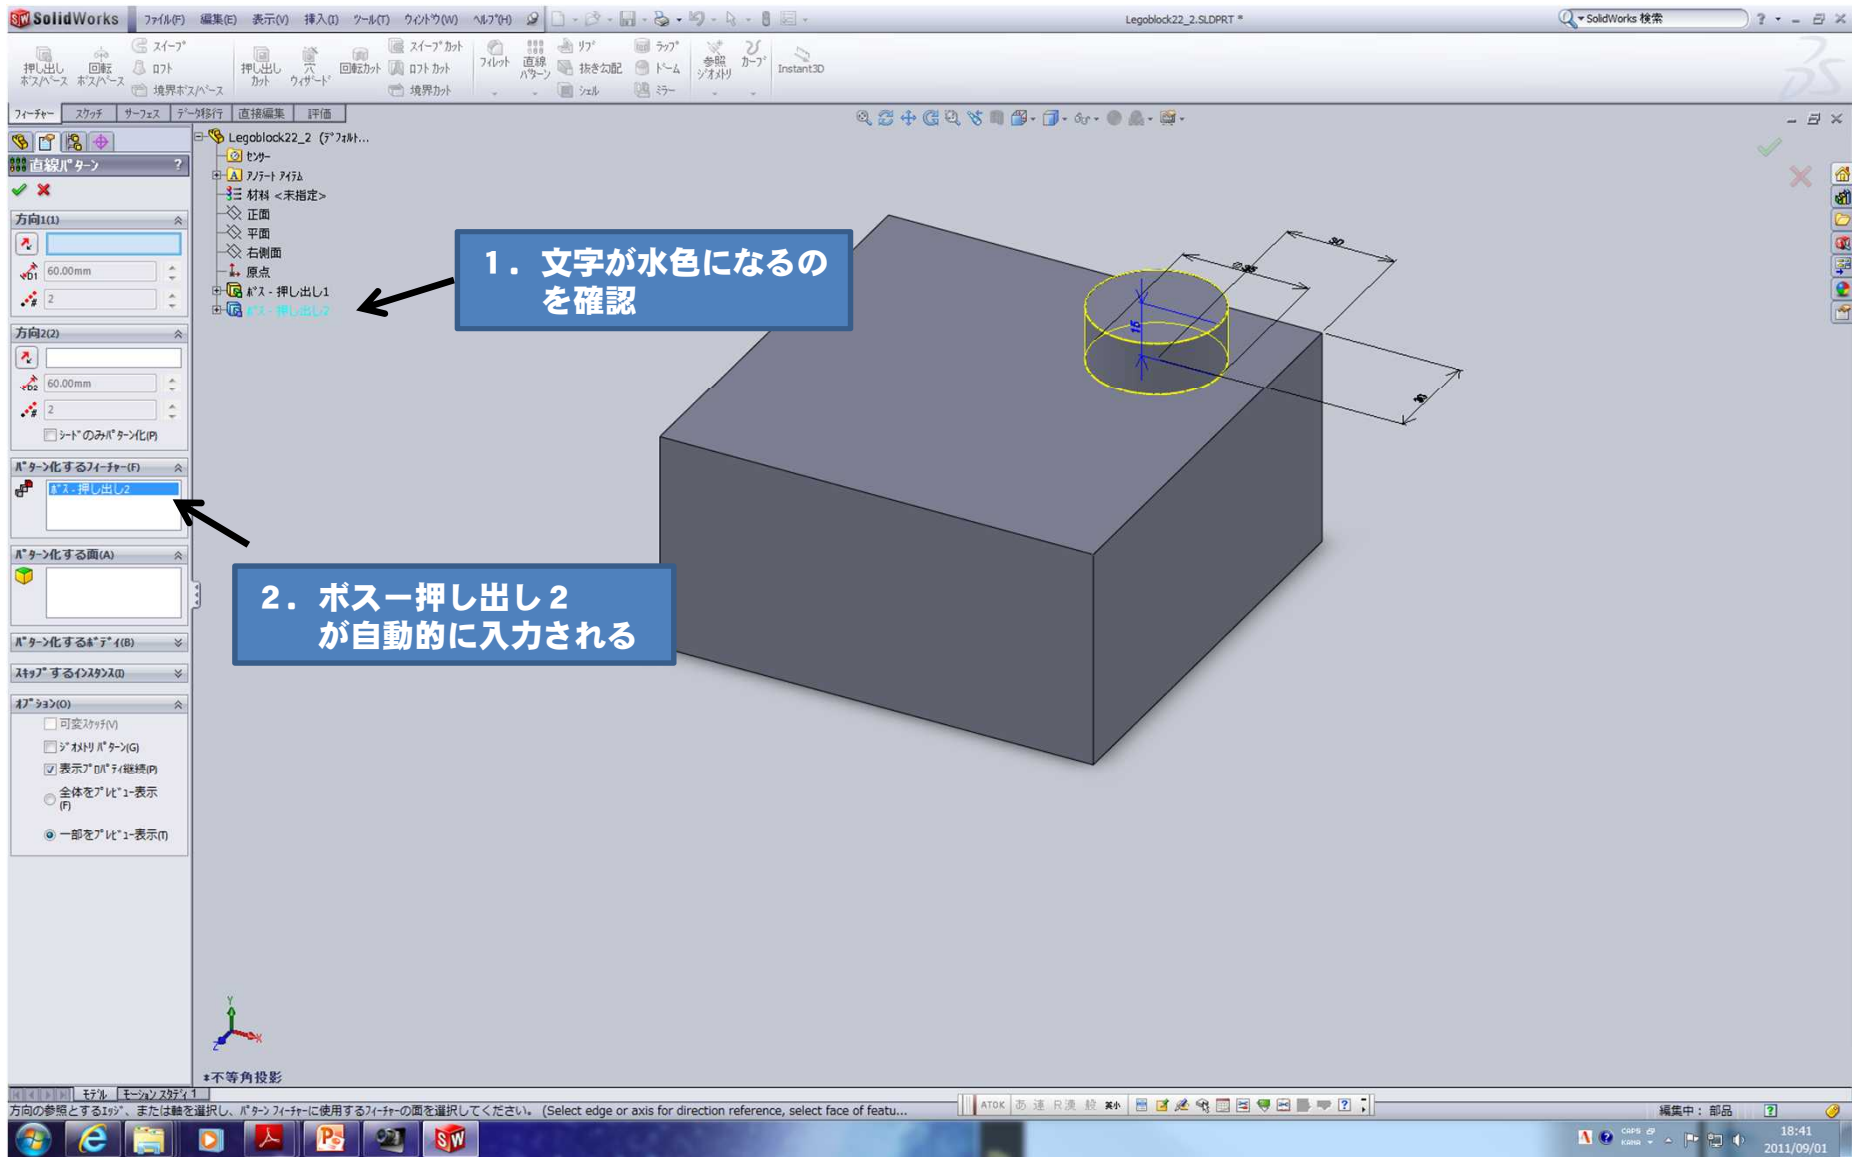 SolidWorks ファイル(F) 編集(E) 表示(V) 挿入(I) ツール(T) ウィンドウ(W) ヘルプ(H) Legoblock22_2.SLDPRT * SolidWorks 検索
押し出し
ボス/ベース
回転
ボス/ベース
スイープ
ロフト
境界ボス/ベース
押し出し
カット
穴
ウィザード
回転カット
スイープ カット
ロフト カット
境界カット
フィレット
直線
パターン
リブ
抜き勾配
シェル
ラップ
ドーム
ミラー
参照
ジオメトリ
カーブ
Instant3D
フィーチャー スケッチ サーフェス データ移行 直接編集 評価
直線パターン ?
方向1(1)
60.00mm
2
方向2(2)
60.00mm
2
シードのみパターン化(P)
パターン化するフィーチャー(F)
ボス - 押し出し2
パターン化する面(A)
パターン化するボディ(B)
スキップするインスタンス(I)
オプション(O)
可変スケッチ(V)
ジオメトリ パターン(G)
表示プロパティ継続(P)
全体をプレビュー表示
(F)
一部をプレビュー表示(T)
Legoblock22_2 (デフォルト...
センサー
アノテート アイテム
材料 <未指定>
正面
平面
右側面
原点
ボス - 押し出し1
ボス - 押し出し2
１．文字が水色になるの
を確認
２．ボスー押し出し２
が自動的に入力される
30
15
Y
X
Z
*不等角投影
モデル モーション スタディ 1
方向の参照とするエッジ、または軸を選択し、パターン フィーチャーに使用するフィーチャーの面を選択してください。 (Select edge or axis for direction reference, select face of featu...
ATOK あ 連 R漢 般 英小
編集中： 部品
CAPS
KANA
18:41
2011/09/01